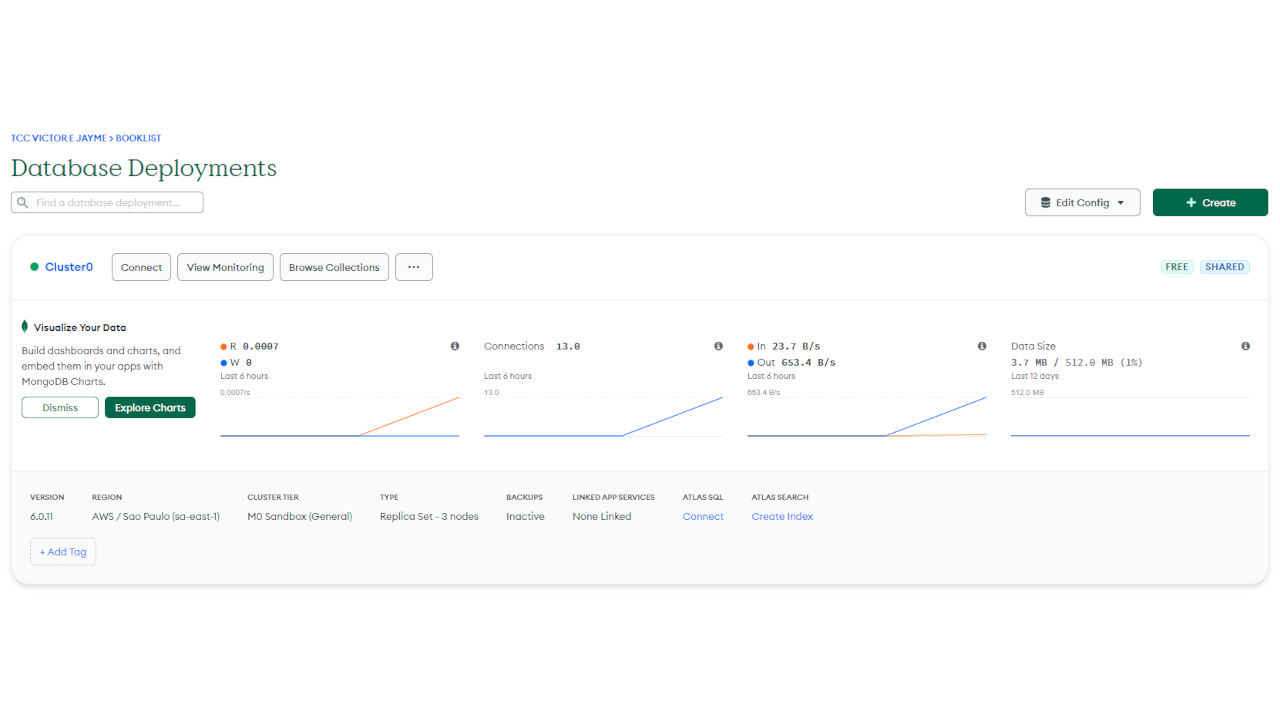 TCC VICTOR E JAYME > BOOKLIST
Database Deployments
Find a database deployment...
Edit Config
+ Create
Cluster0
Connect
View Monitoring
Browse Collections
...
FREE
SHARED
Visualize Your Data
Build dashboards and charts, and
embed them in your apps with
MongoDB Charts.
Dismiss
Explore Charts
R 0.0007
W 0
Last 6 hours
0.0007/s
Connections 13.0
Last 6 hours
13.0
In 23.7 B/s
Out 653.4 B/s
Last 6 hours
653.4 B/s
Data Size
3.7 MB / 512.0 MB (1%)
Last 12 days
512.0 MB
VERSION
6.0.11
REGION
AWS / Sao Paulo (sa-east-1)
CLUSTER TIER
M0 Sandbox (General)
TYPE
Replica Set - 3 nodes
BACKUPS
Inactive
LINKED APP SERVICES
None Linked
ATLAS SQL
Connect
ATLAS SEARCH
Create Index
+ Add Tag